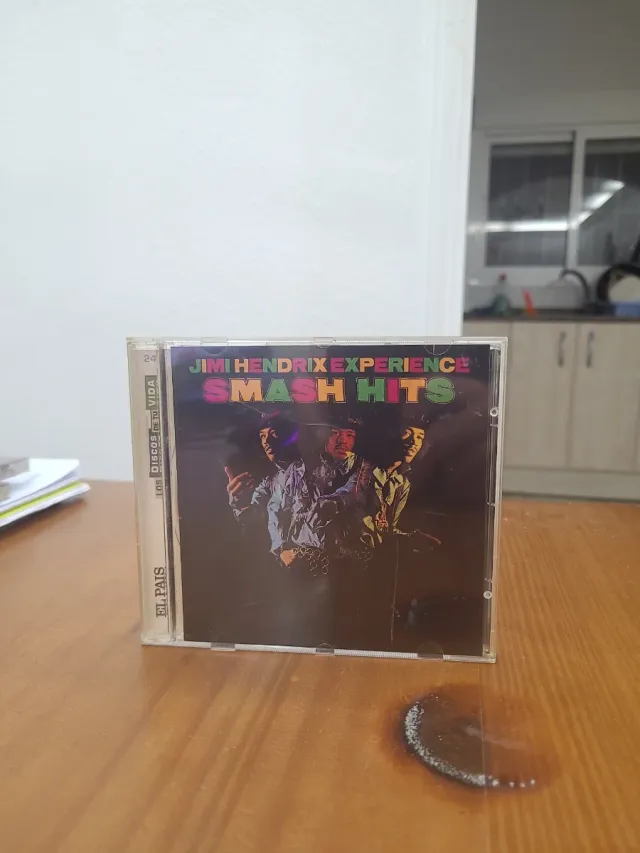 JIMI HENDRIX EXPERIENCE
SMASH HITS
24
LOS DISCOS DE TU VIDA
EL PAIS